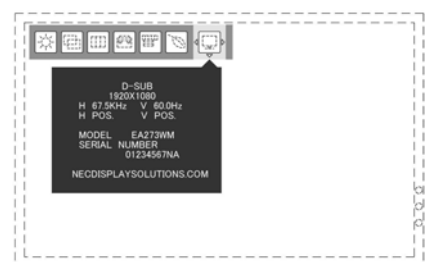 D-SUB
1920X1080
H 67.5KHz V 60.0Hz
H POS. V POS.
MODEL EA273WM
SERIAL NUMBER
01234567NA
NECDISPLAYSOLUTIONS.COM